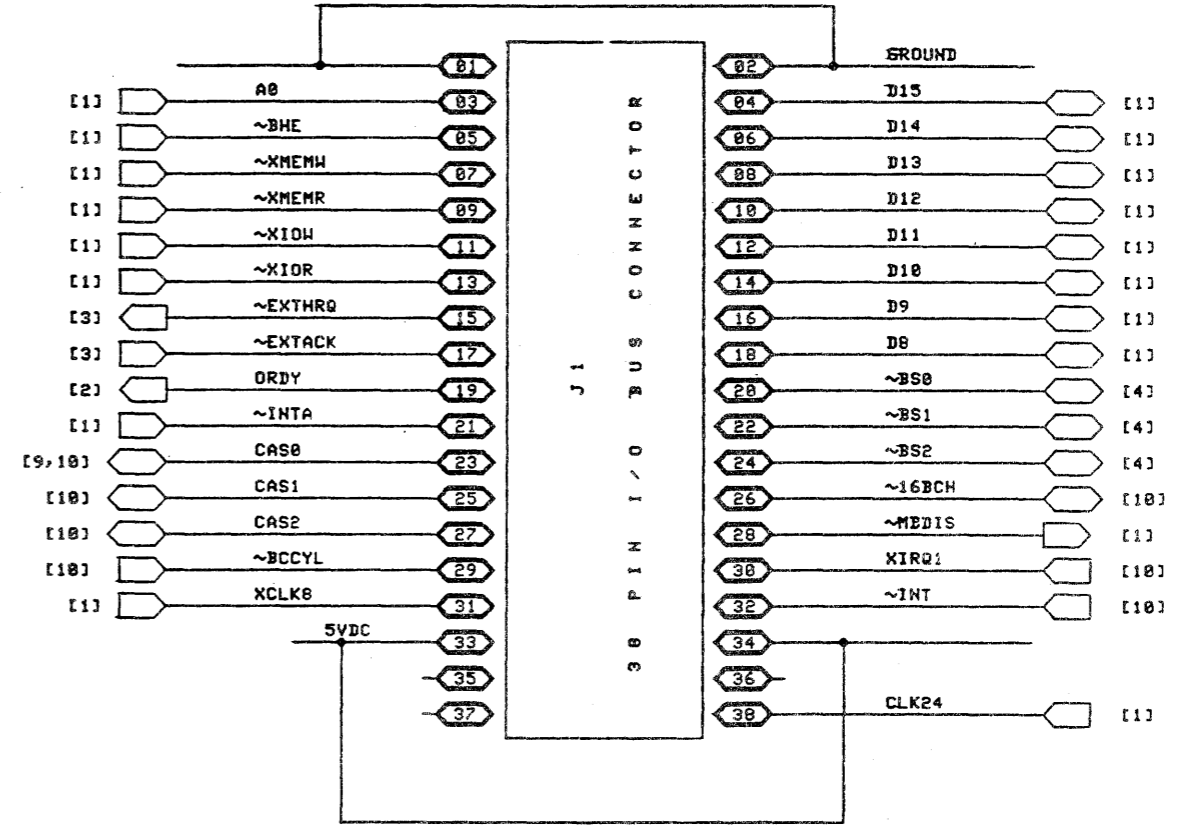 01 02 GROUND
[1] A0 03 04 D15 [1]
[1] ~BHE 05 06 D14 [1]
[1] ~XMEMW 07 08 D13 [1]
[1] ~XMEMR 09 10 D12 [1]
[1] ~XIOW 11 12 D11 [1]
[1] ~XIOR 13 14 D10 [1]
[3] ~EXTHRQ 15 16 D9 [1]
[3] ~EXTACK 17 18 D8 [1]
[2] ORDY 19 20 ~BS0 [4]
[1] ~INTA 21 22 ~BS1 [4]
[9,10] CAS0 23 24 ~BS2 [4]
[10] CAS1 25 26 ~16BCH [10]
[10] CAS2 27 28 ~MEDIS [1]
[10] ~BCCYL 29 30 XIRQ1 [10]
[1] XCLK8 31 32 ~INT [10]
5VDC 33 34
35 36
37 38 CLK24 [1]
J1
38 PIN I/O BUS CONNECTOR